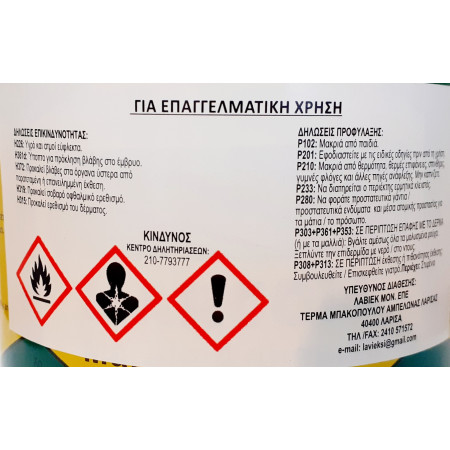 ΓΙΑ ΕΠΑΓΓΕΛΜΑΤΙΚΗ ΧΡΗΣΗ
ΔΗΛΩΣΕΙΣ ΕΠΙΚΙΝΔΥΝΟΤΗΤΑΣ:
Υγρό και ατμοί εύφλεκτα.
H361d: Ύποπτο για πρόκληση βλάβης στο έμβρυο.
H372: Προκαλεί βλάβες στα όργανα ύστερα από
παρατεταμένη ή επανειλημμένη έκθεση.
H319: Προκαλεί σοβαρό οφθαλμικό ερεθισμό.
H315: Προκαλεί ερεθισμό του δέρματος.
ΚΙΝΔΥΝΟΣ
ΚΕΝΤΡΟ ΔΗΛΗΤΗΡΙΑΣΕΩΝ:
210-7793777
ΔΗΛΩΣΕΙΣ ΠΡΟΦΥΛΑΞΗΣ:
P102: Μακριά από παιδιά.
P201: Εφοδιαστείτε με τις ειδικές οδηγίες πριν από τη χρήση.
P210: Μακριά από θερμότητα, θερμές επιφάνειες, σπινθήρες,
γυμνές φλόγες και άλλες πηγές ανάφλεξης. Μην καπνίζετε.
P233: Να διατηρείται ο περιέκτης ερμητικά κλειστός.
P280: Να φοράτε προστατευτικά γάντια /
προστατευτικά ενδύματα και μέσα ατομικής προστασίας για
τα μάτια / πρόσωπο.
P303+P361+P353: ΣΕ ΠΕΡΙΠΤΩΣΗ ΕΠΑΦΗΣ ΜΕ ΤΟ ΔΕΡΜΑ
(ή με τα μαλλιά): Βγάλτε αμέσως όλα τα μολυσμένα ρούχα.
Ξεπλύντε την επιδερμίδα με νερό (ή στο ντους).
P308+P313: ΣΕ ΠΕΡΙΠΤΩΣΗ έκθεσης ή πιθανότητας έκθεσης:
Συμβουλευθείτε / Επισκεφθείτε γιατρό.
ΥΠΕΥΘΥΝΟΣ ΔΙΑΘΕΣΗΣ:
ΛΑΒΙΕΚ ΜΟΝ. ΕΠΕ
ΤΕΡΜΑ ΜΠΑΚΟΠΟΥΛΟΥ ΑΜΠΕΛΩΝΑΣ ΛΑΡΙΣΑΣ
40400 ΛΑΡΙΣΑ
ΤΗΛ /FAX: 2410 571572
e-mail: lavieksi@gmail.com